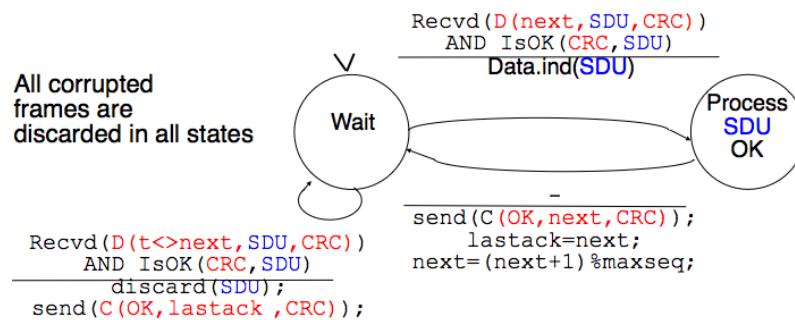 Recvd(D(next,SDU,CRC))
AND IsOK(CRC,SDU)
Data.ind(SDU)
All corrupted
frames are
discarded in all states
Wait
Process
SDU
OK
-
send(C(OK,next,CRC));
lastack=next;
next=(next+1)%maxseq;
Recvd(D(t<>next,SDU,CRC))
AND IsOK(CRC,SDU)
discard(SDU);
send(C(OK,lastack ,CRC));